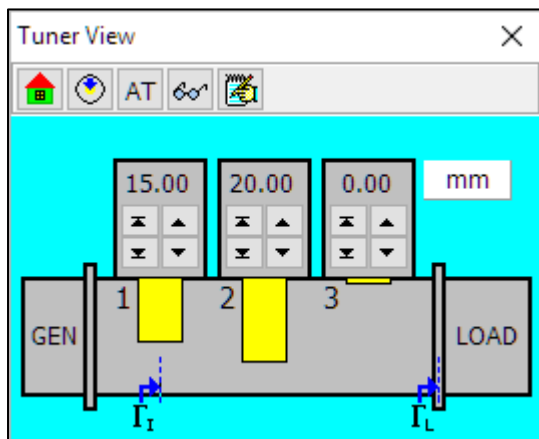 Tuner View
AT
15.00 20.00 0.00 mm
1 2 3
GEN LOAD
ΓI ΓL